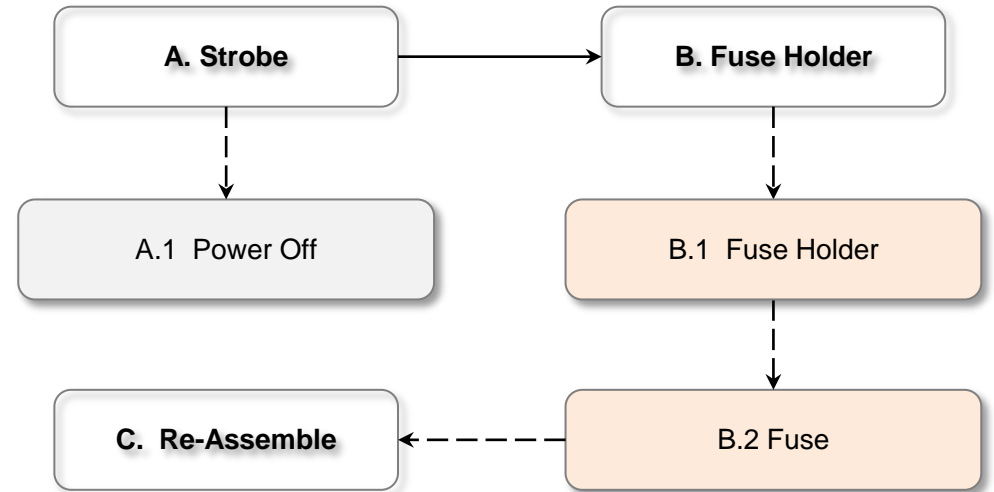 A. Strobe
B. Fuse Holder
A.1  Power Off
B.1  Fuse Holder
C.  Re-Assemble
B.2 Fuse